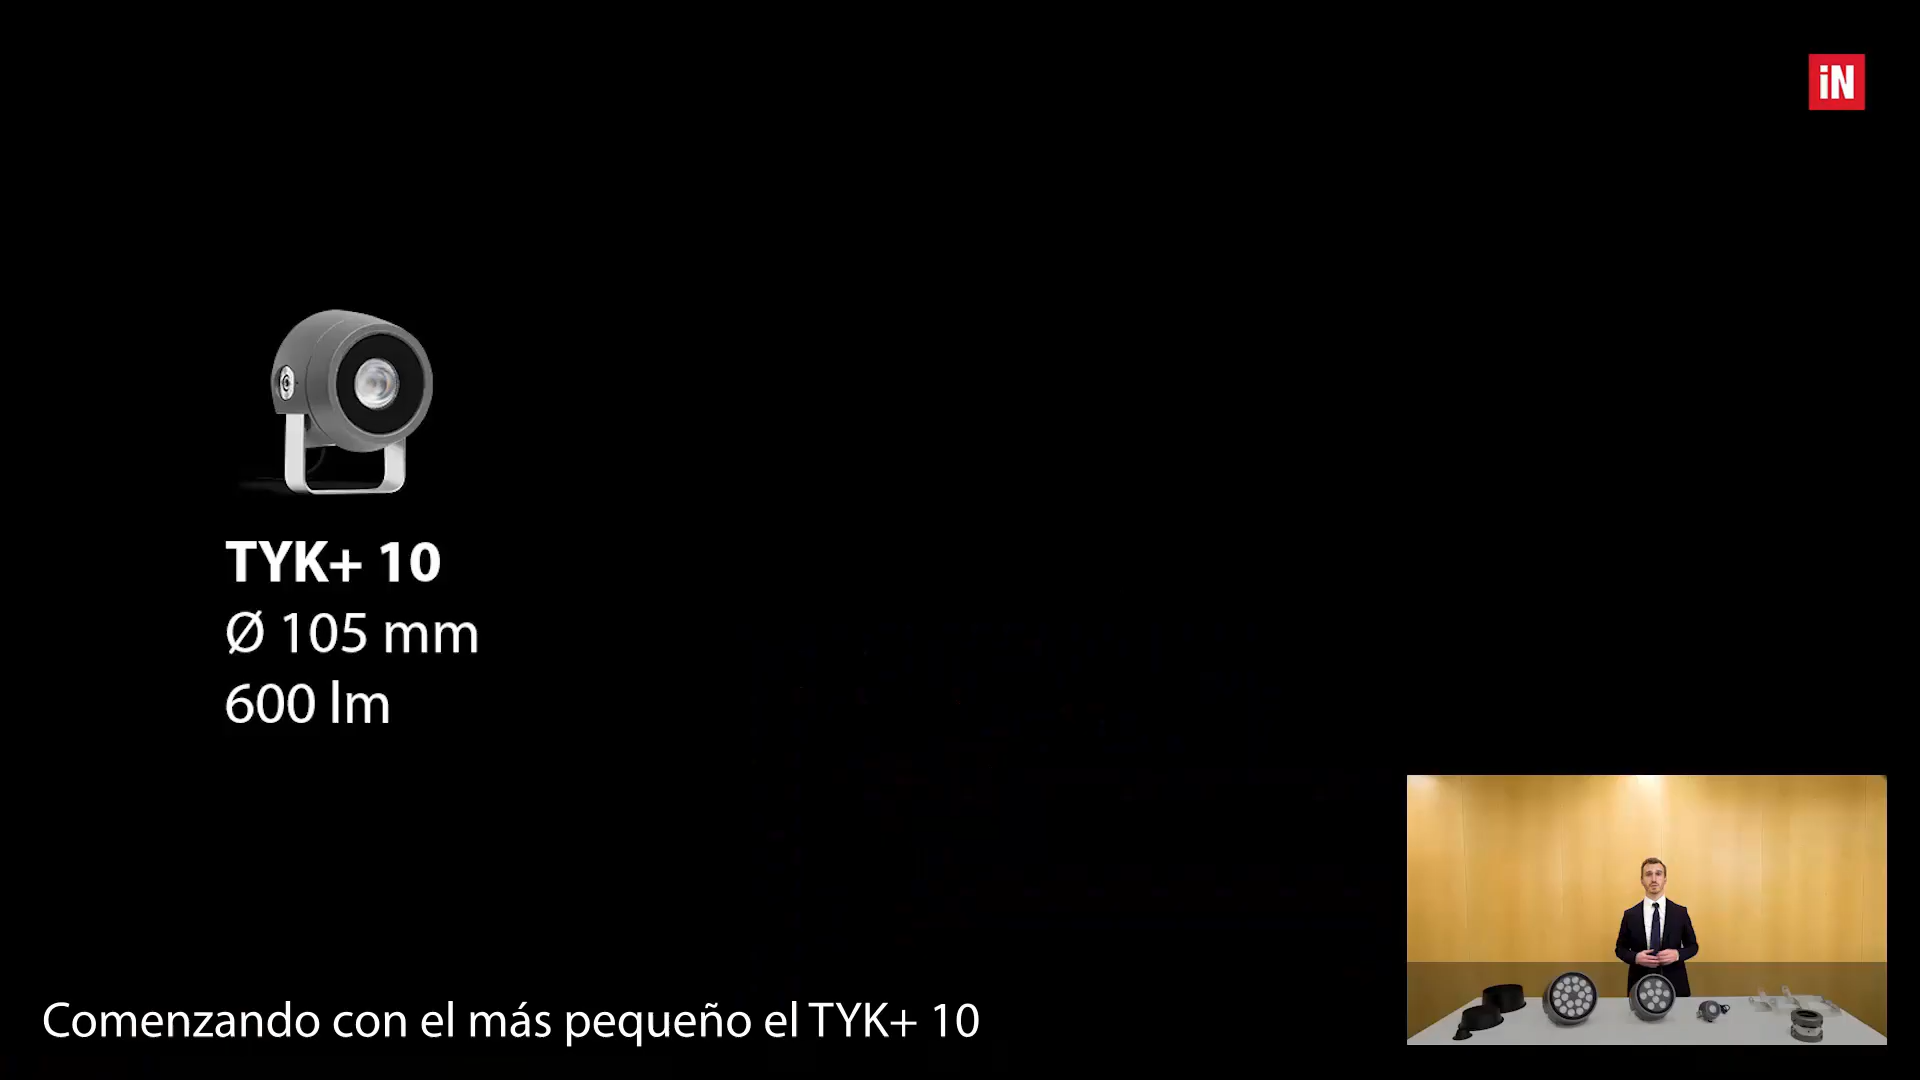 iN
TYK+ 10
Ø 105 mm
600 lm
Comenzando con el más pequeño el TYK+ 10